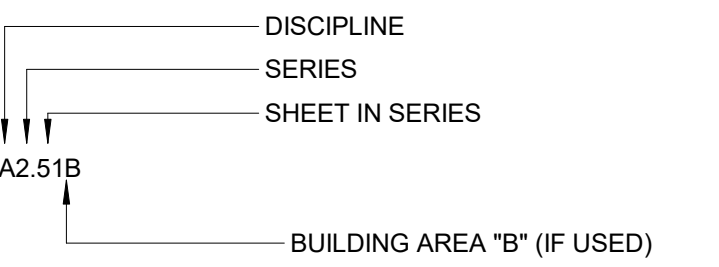 DISCIPLINE
SERIES
SHEET IN SERIES
A2.51B
BUILDING AREA "B" (IF USED)